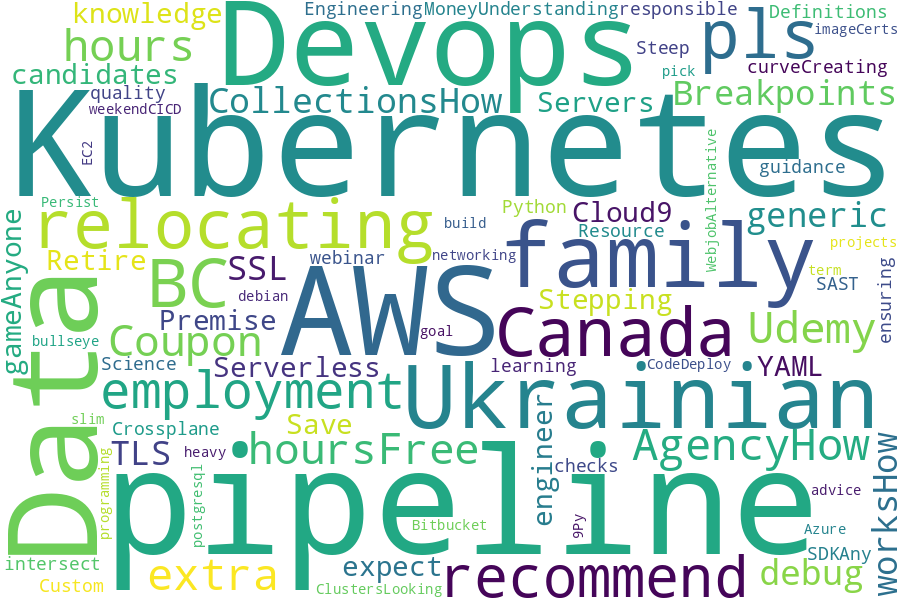 knowledge
Devops
EngineeringMoneyUnderstanding
responsible
pls
Definitions
imageCerts
hours
Steep
curveCreating
candidates
pick
quality
weekendCICD
CollectionsHow
Servers
Breakpoints
Kubernetes
EC2
WebjobAlternative
guidance
Persist
relocating
build
Python
Cloud9
Resource
generic
gameAnyone
Data
Retire
BC
SSL
webinar
networking
family
projects
term
SAST
ensuring
debian
AWS
Stepping
Premise
goal
Canada
Udemy
bullseye
Coupon
Science
Serverless
learning
CodeDeploy
YAML
employment
Ukrainian
slim
Crossplane
Save
engineer
TLS
heavy
hoursFree
AgencyHow
worksHow
programming
postgresql
pipeline
checks
advice
Bitbucket
9Py
Azure
intersect
expect
SDKAny
Custom
extra
ClustersLooking
recommend
debug